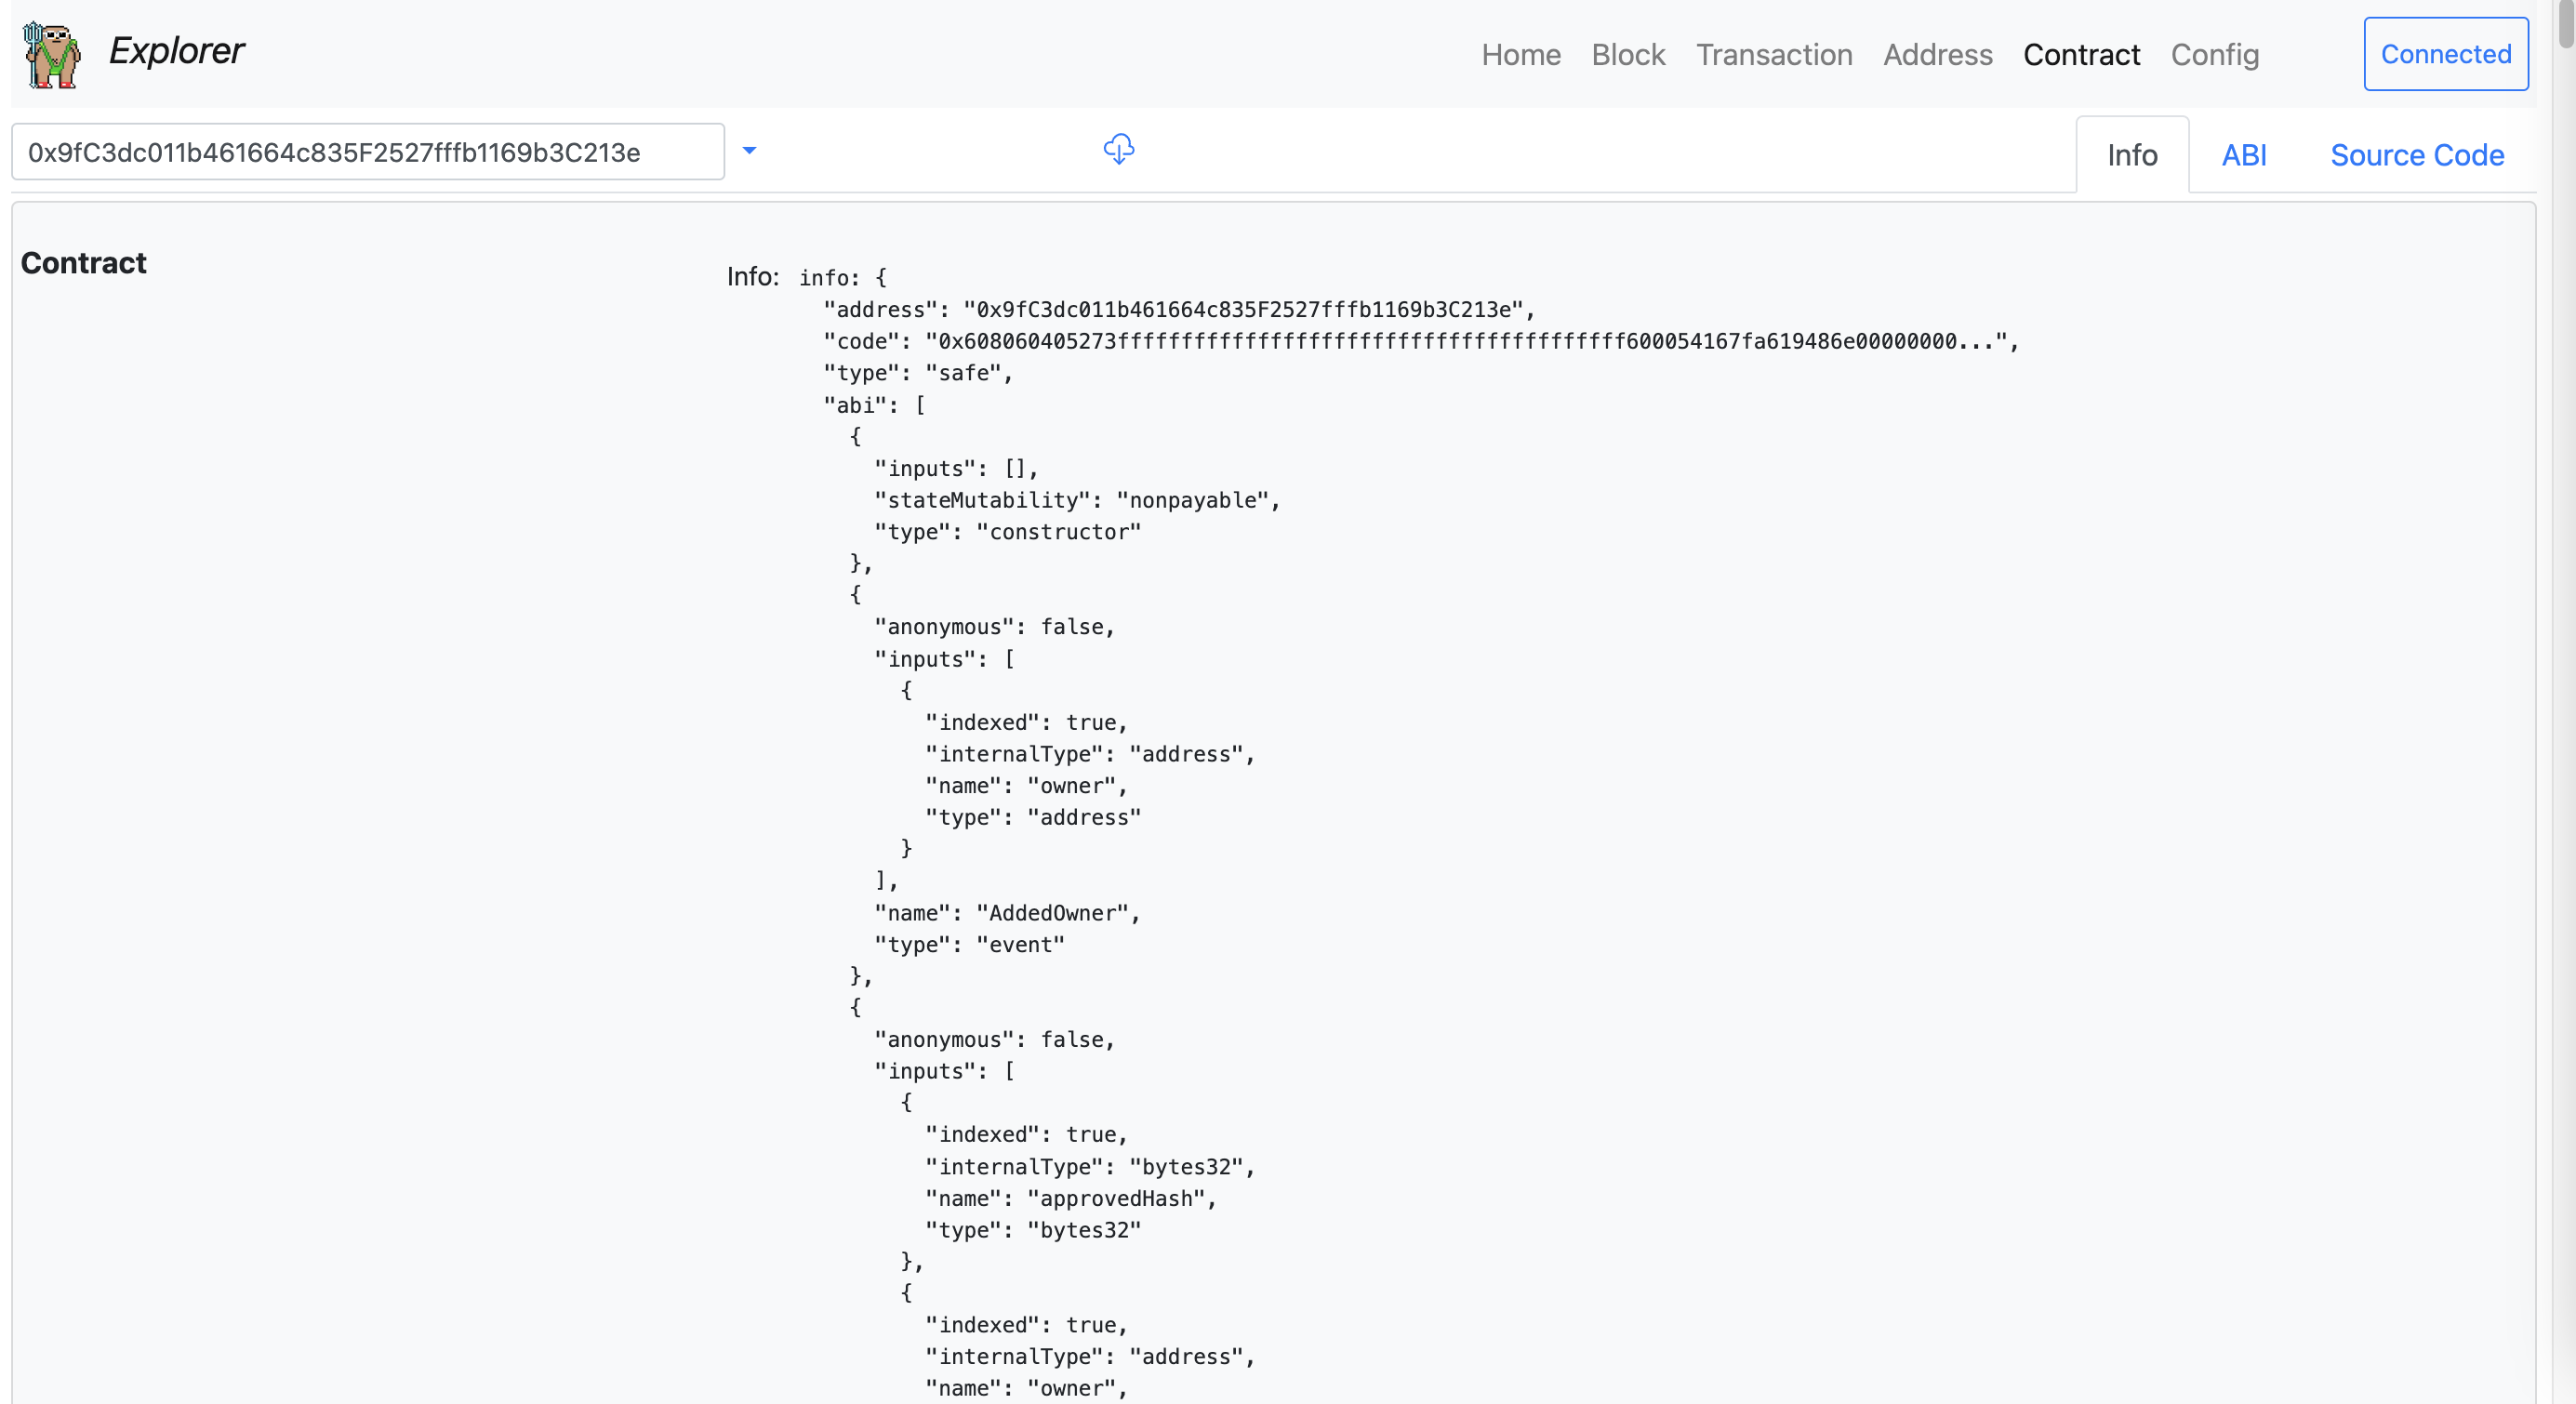 Explorer
Home Block Transaction Address Contract Config Connected
0x9fC3dc011b461664c835F2527fffb1169b3C213e
Info ABI Source Code
Contract
Info: info: {
"address": "0x9fC3dc011b461664c835F2527fffb1169b3C213e",
"code": "0x608060405273ffffffffffffffffffffffffffffffffffffffff600054167fa619486e00000000...",
"type": "safe",
"abi": [
{
"inputs": [],
"stateMutability": "nonpayable",
"type": "constructor"
},
{
"anonymous": false,
"inputs": [
{
"indexed": true,
"internalType": "address",
"name": "owner",
"type": "address"
}
],
"name": "AddedOwner",
"type": "event"
},
{
"anonymous": false,
"inputs": [
{
"indexed": true,
"internalType": "bytes32",
"name": "approvedHash",
"type": "bytes32"
},
{
"indexed": true,
"internalType": "address",
"name": "owner",